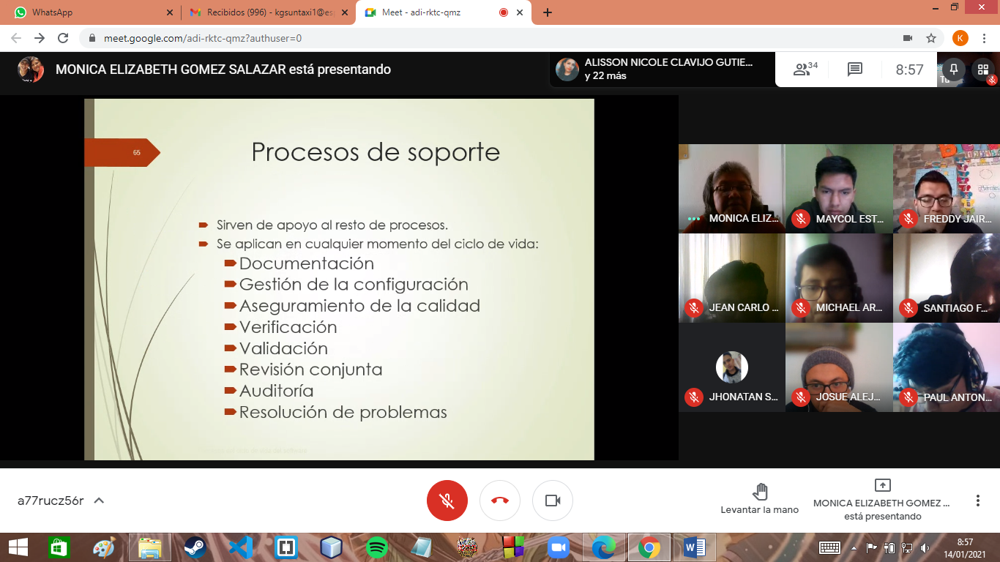 WhatsApp
Recibidos (996) - kgsuntaxi1@es
Meet - adi-rktc-qmz
meet.google.com/adi-rktc-qmz?authuser=0
K
MONICA ELIZABETH GOMEZ SALAZAR está presentando
ALISSON NICOLE CLAVIJO GUTIE...
y 22 más
34
8:57
Tú
65
Procesos de soporte
Sirven de apoyo al resto de procesos.
Se aplican en cualquier momento del ciclo de vida:
Documentación
Gestión de la configuración
Aseguramiento de la calidad
Verificación
Validación
Revisión conjunta
Auditoría
Resolución de problemas
MONICA ELIZ...
MAYCOL EST...
FREDDY JAIR...
JEAN CARLO ...
MICHAEL AR...
SANTIAGO F...
JHONATAN S...
JOSUE ALEJ...
PAUL ANTON...
a77rucz56r
Levantar la mano
MONICA ELIZABETH GOMEZ ...
está presentando
8:57
14/01/2021